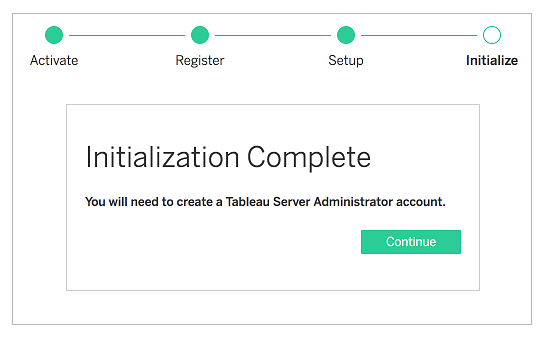 Activate Register Setup Initialize
Initialization Complete
You will need to create a Tableau Server Administrator account.
Continue